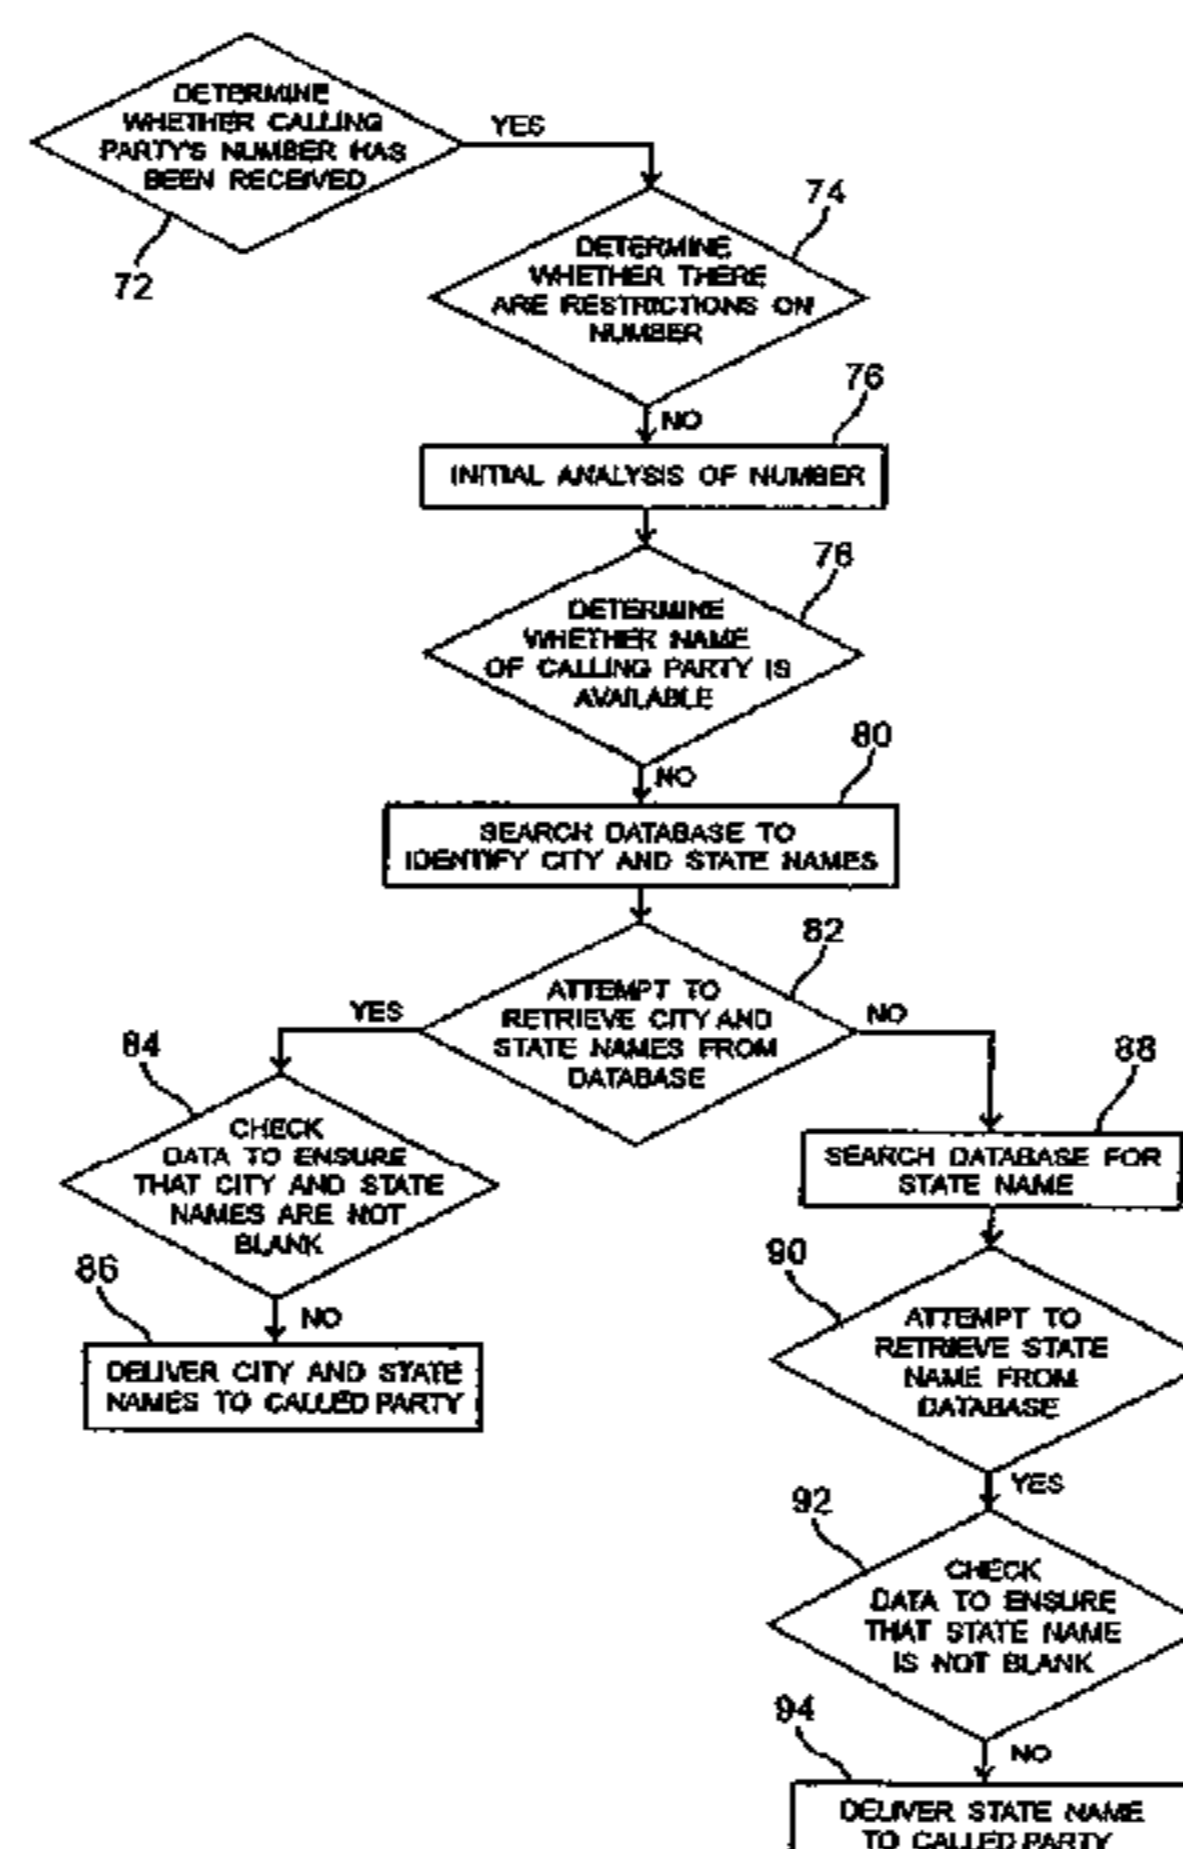 DETERMINE
WHETHER CALLING
PARTY'S NUMBER HAS
BEEN RECEIVED
YES
72
74
DETERMINE
WHETHER THERE
ARE RESTRICTIONS ON
NUMBER
76
NO
INITIAL ANALYSIS OF NUMBER
78
DETERMINE
WHETHER NAME
OF CALLING PARTY IS
AVAILABLE
80
NO
SEARCH DATABASE TO
IDENTIFY CITY AND STATE NAMES
82
ATTEMPT TO
RETRIEVE CITY AND
STATE NAMES FROM
DATABASE
YES
NO
84
CHECK
DATA TO ENSURE
THAT CITY AND STATE
NAMES ARE NOT
BLANK
86
NO
DELIVER CITY AND STATE
NAMES TO CALLED PARTY
88
SEARCH DATABASE FOR
STATE NAME
90
ATTEMPT TO
RETRIEVE STATE
NAME FROM
DATABASE
YES
92
CHECK
DATA TO ENSURE
THAT STATE NAME
IS NOT BLANK
94
NO
DELIVER STATE NAME
TO CALLED PARTY